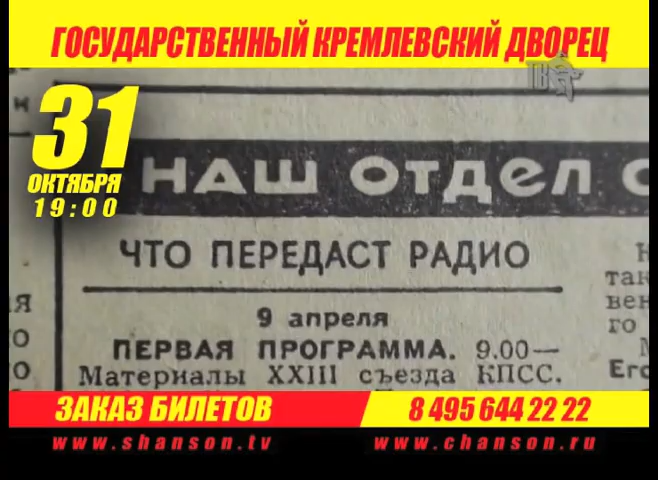 ГОСУДАРСТВЕННЫЙ КРЕМЛЕВСКИЙ ДВОРЕЦ
31
ОКТЯБРЯ
19:00
НАШ ОТДЕЛ
ЧТО ПЕРЕДАСТ РАДИО
9 апреля
ПЕРВАЯ ПРОГРАММА. 9.00—
Материалы XXIII съезда КПСС.
ЗАКАЗ БИЛЕТОВ
8 495 644 22 22
www.shanson.tv
www.chanson.ru